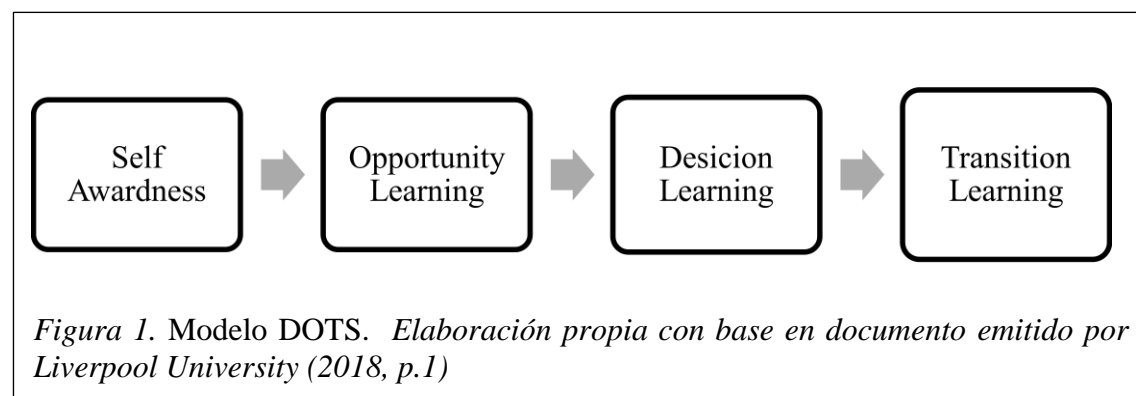 Self
Awardness
Opportunity
Learning
Desicion
Learning
Transition
Learning
Figura 1. Modelo DOTS. Elaboración propia con base en documento emitido por
Liverpool University (2018, p.1)